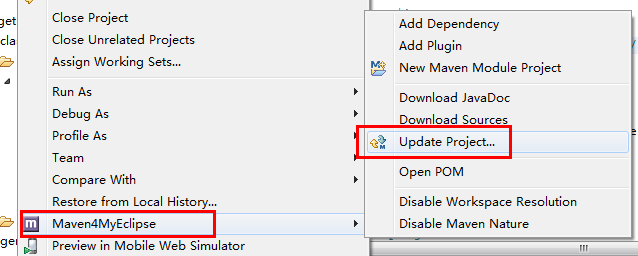 Close Project
Close Unrelated Projects
Assign Working Sets...
Run As
Debug As
Profile As
Team
Compare With
Restore from Local History...
Maven4MyEclipse
Preview in Mobile Web Simulator
Add Dependency
Add Plugin
New Maven Module Project
Download JavaDoc
Download Sources
Update Project...
Open POM
Disable Workspace Resolution
Disable Maven Nature